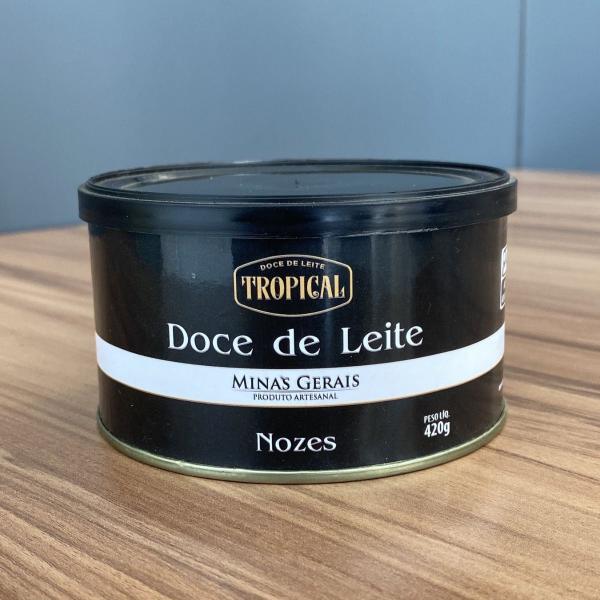 DOCE DE LEITE
TROPICAL
Doce de Leite
MINAS GERAIS
PRODUTO ARTESANAL
PESO LÍQ.
420g
Nozes